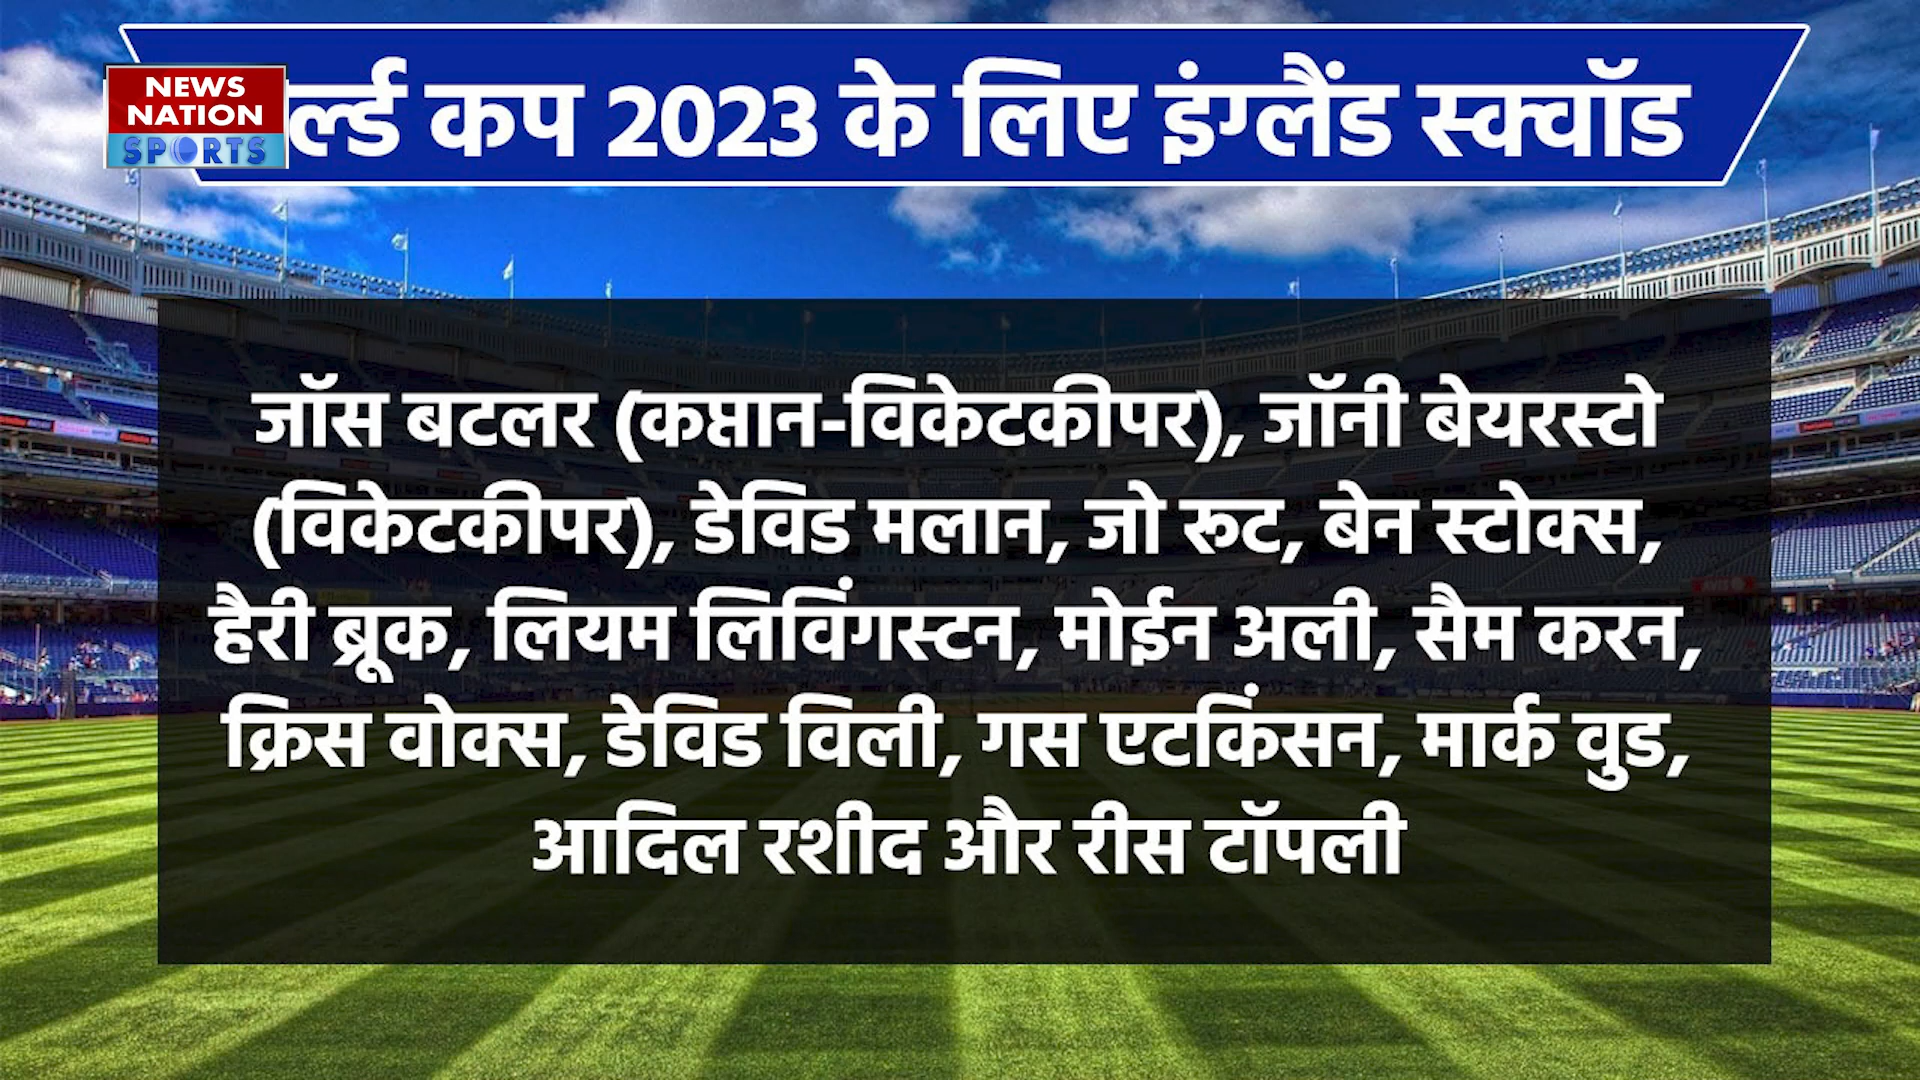 NEWS
NATION
SPORTS
कप 2023 के लिए इंग्लैंड स्क्वॉड
जॉस बटलर (कप्तान-विकेटकीपर), जॉनी बेयरस्टो
(विकेटकीपर), डेविड मलान, जो रूट, बेन स्टोक्स,
हैरी ब्रूक, लियम लिविंगस्टन, मोईन अली, सैम करन,
क्रिस वोक्स, डेविड विली, गस एटकिंसन, मार्क वुड,
आदिल रशीद और रीस टॉपली